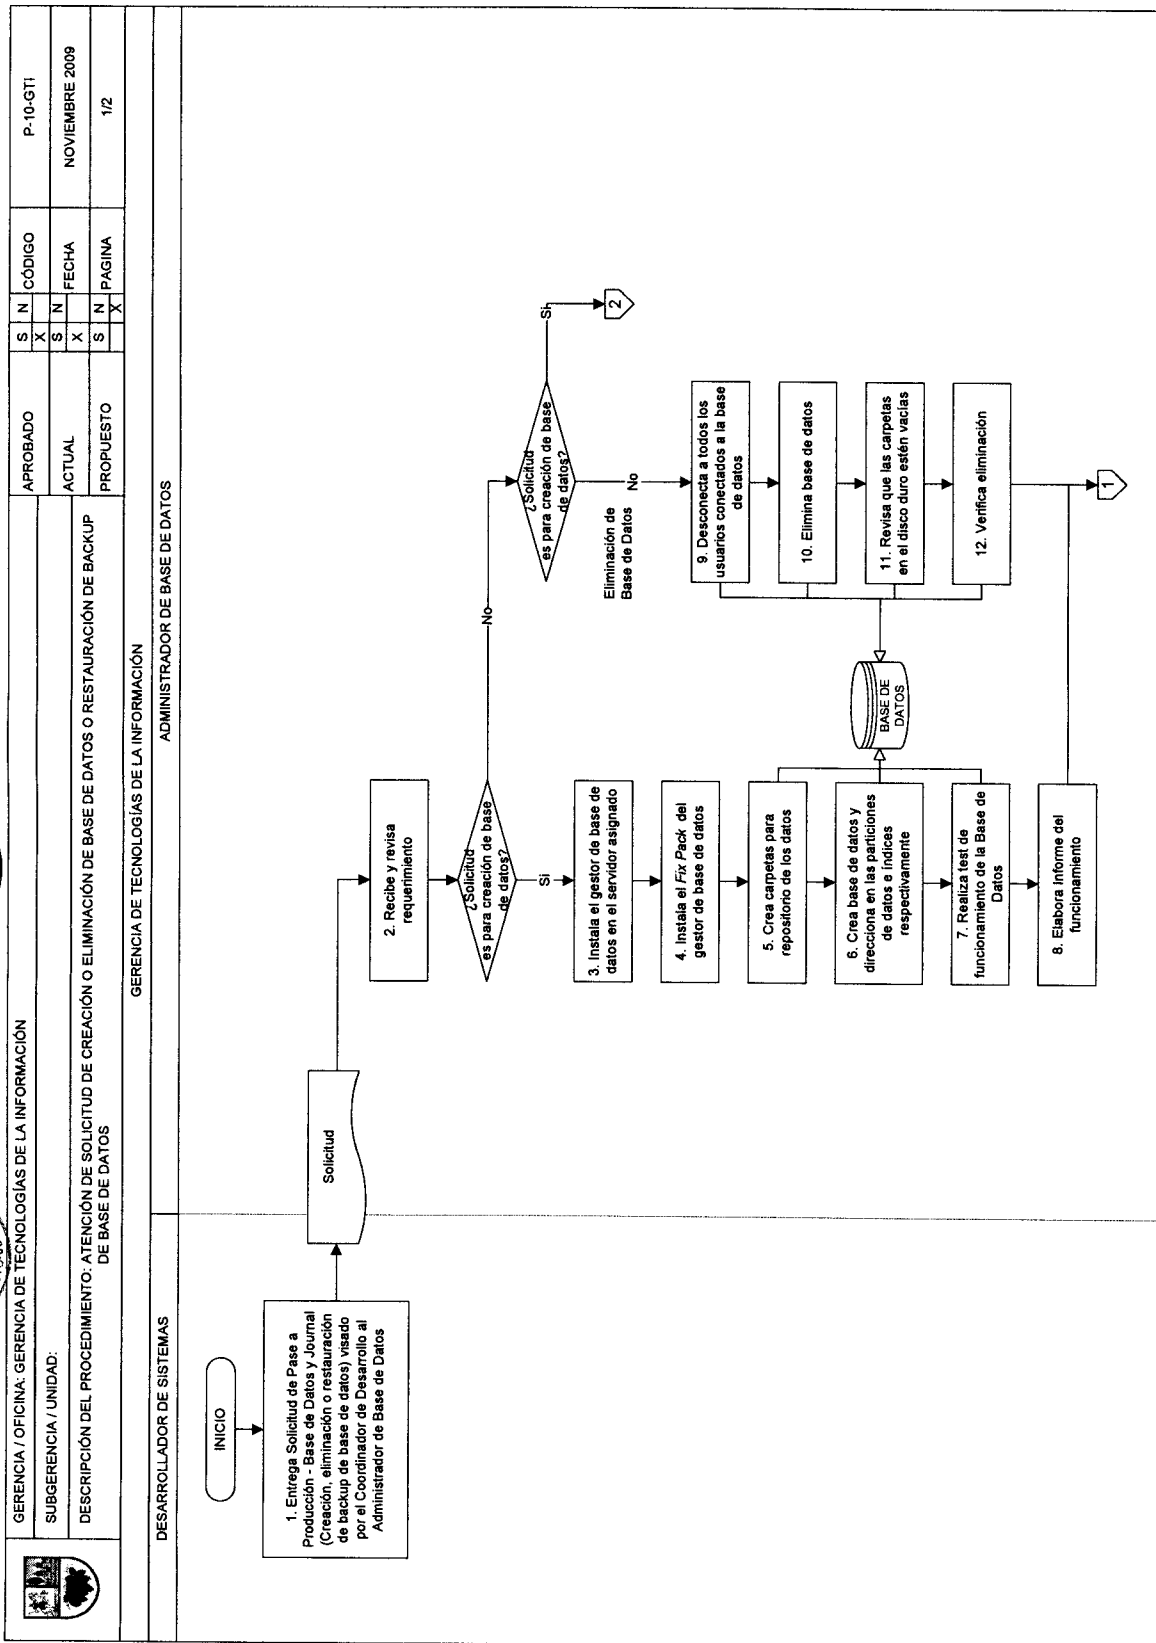 GERENCIA / OFICINA: GERENCIA DE TECNOLOGÍAS DE LA INFORMACIÓN
SUBGERENCIA / UNIDAD:
DESCRIPCIÓN DEL PROCEDIMIENTO: ATENCIÓN DE SOLICITUD DE CREACIÓN O ELIMINACIÓN DE BASE DE DATOS O RESTAURACIÓN DE BACKUP
DE BASE DE DATOS
APROBADO
S N
X
CÓDIGO
P-10-GTI
ACTUAL
S N
X
FECHA
NOVIEMBRE 2009
PROPUESTO
S N
X
PAGINA
1/2
GERENCIA DE TECNOLOGÍAS DE LA INFORMACIÓN
DESARROLLADOR DE SISTEMAS
ADMINISTRADOR DE BASE DE DATOS
INICIO
1. Entrega Solicitud de Pase a
Producción - Base de Datos y Journal
(Creación, eliminación o restauración
de backup de base de datos) visado
por el Coordinador de Desarrollo al
Administrador de Base de Datos
Solicitud
2. Recibe y revisa
requerimiento
¿Solicitud
es para creación de base
de datos?
No
Si
3. Instala el gestor de base de
datos en el servidor asignado
4. Instala el Fix Pack del
gestor de base de datos
5. Crea carpetas para
repositorio de los datos
6. Crea base de datos y
direcciona en las particiones
de datos e indices
respectivamente
7. Realiza test de
funcionamiento de la Base de
Datos
8. Elabora Informe del
funcionamiento
BASE DE
DATOS
¿Solicitud
es para creación de base
de datos?
Si
2
Eliminación de
Base de Datos
No
9. Desconecta a todos los
usuarios conectados a la base
de datos
10. Elimina base de datos
11. Revisa que las carpetas
en el disco duro estén vacías
12. Verifica eliminación
1